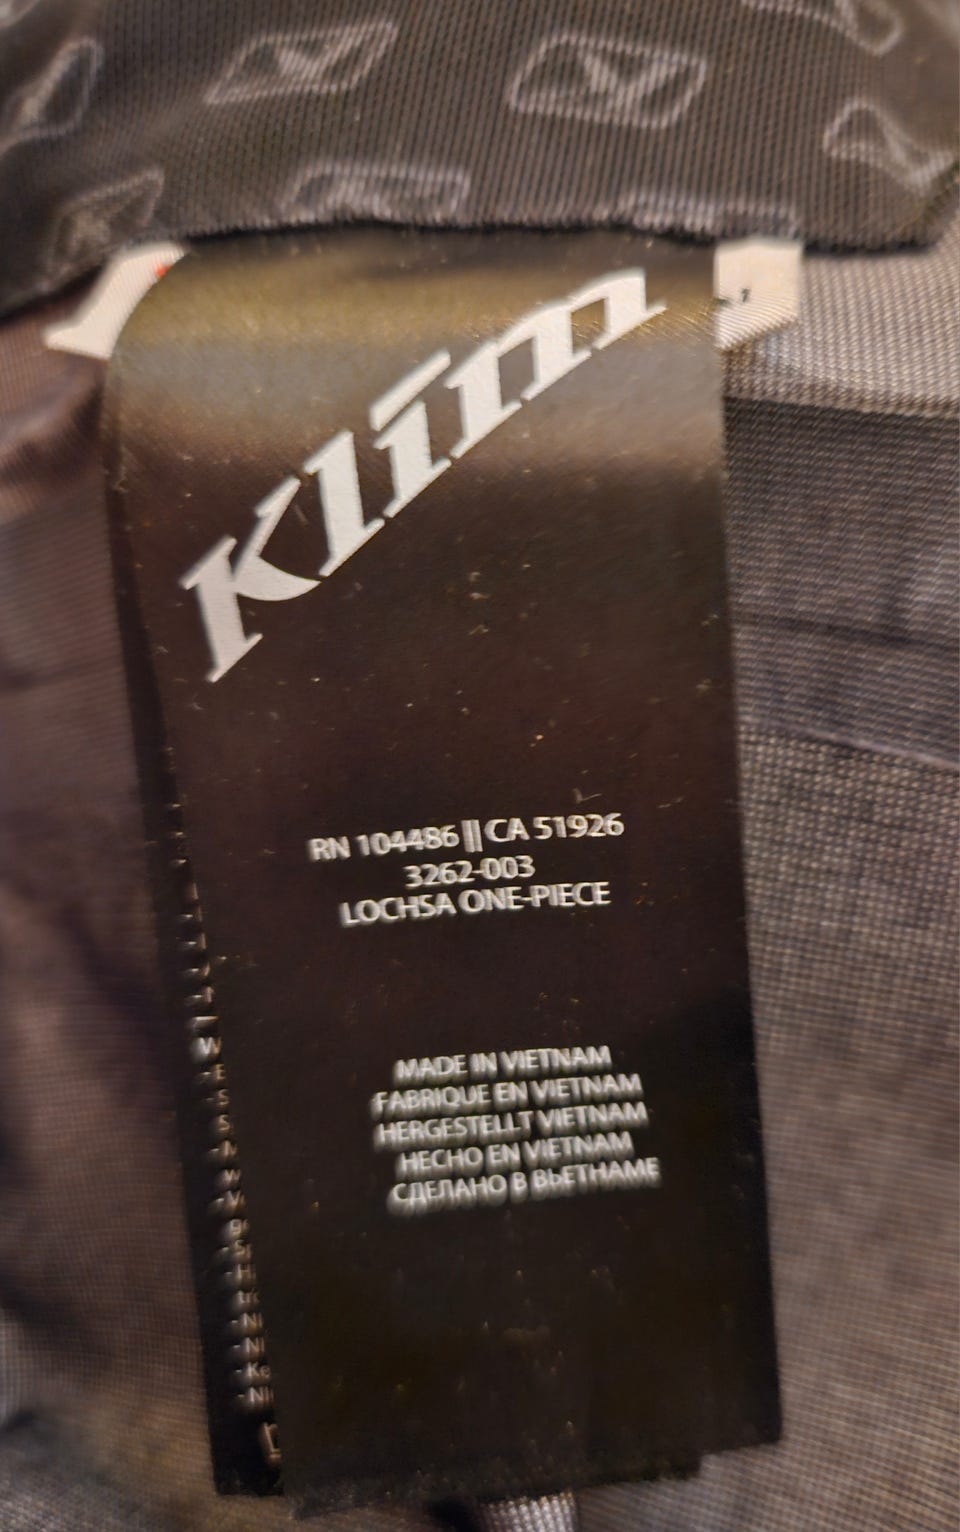 Klim
RN 104486 || CA 51926
3262-003
LOCHSA ONE-PIECE
MADE IN VIETNAM
FABRIQUE EN VIETNAM
HERGESTELLT VIETNAM
HECHO EN VIETNAM
СДЕЛАНО В ВЬЕТНАМЕ